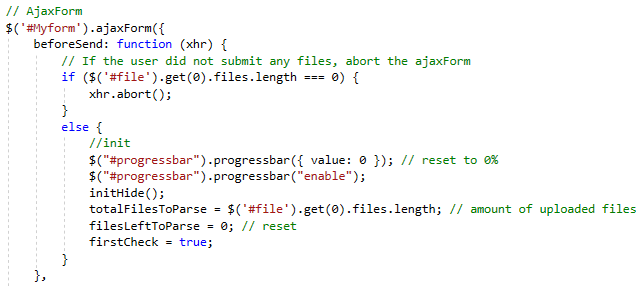 // AjaxForm
$('#Myform').ajaxForm({
    beforeSend: function (xhr) {
        // If the user did not submit any files, abort the ajaxForm
        if ($('#file').get(0).files.length === 0) {
            xhr.abort();
        }
        else {
            //init
            $("#progressbar").progressbar({ value: 0 }); // reset to 0%
            $("#progressbar").progressbar("enable");
            initHide();
            totalFilesToParse = $('#file').get(0).files.length; // amount of uploaded files
            filesLeftToParse = 0; // reset
            firstCheck = true;
        }
    },